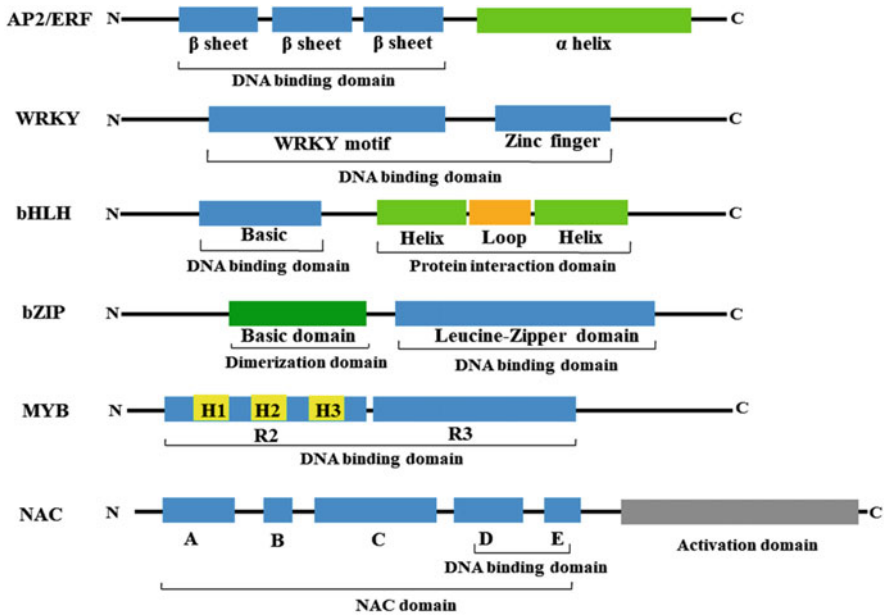 AP2/ERF N C
β sheet β sheet β sheet α helix
DNA binding domain
WRKY N C
WRKY motif Zinc finger
DNA binding domain
bHLH N C
Basic Helix Loop Helix
DNA binding domain Protein interaction domain
bZIP N C
Basic domain Leucine-Zipper domain
Dimerization domain DNA binding domain
MYB N H1 H2 H3 C
R2 R3
DNA binding domain
NAC N C
A B C D E Activation domain
DNA binding domain
NAC domain